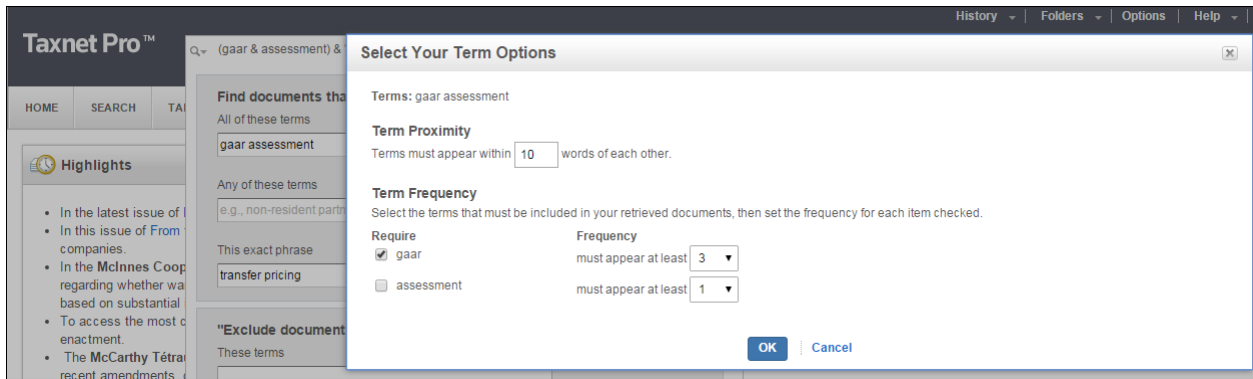 History Folders Options Help
Taxnet Pro™
(gaar & assessment) &
Select Your Term Options
HOME SEARCH
Find documents tha
Terms: gaar assessment
All of these terms
gaar assessment
Term Proximity
Terms must appear within 10 words of each other.
Highlights
Any of these terms
Term Frequency
e.g., non-resident partn
Select the terms that must be included in your retrieved documents, then set the frequency for each item checked.
In the latest issue of
In this issue of From
companies.
This exact phrase
Require Frequency
gaar must appear at least 3
In the McInnes Coop
transfer pricing
regarding whether wa
assessment must appear at least 1
based on substantial
To access the most c
enactment.
"Exclude document
These terms
OK Cancel
The McCarthy Tétrau
recent amendments,